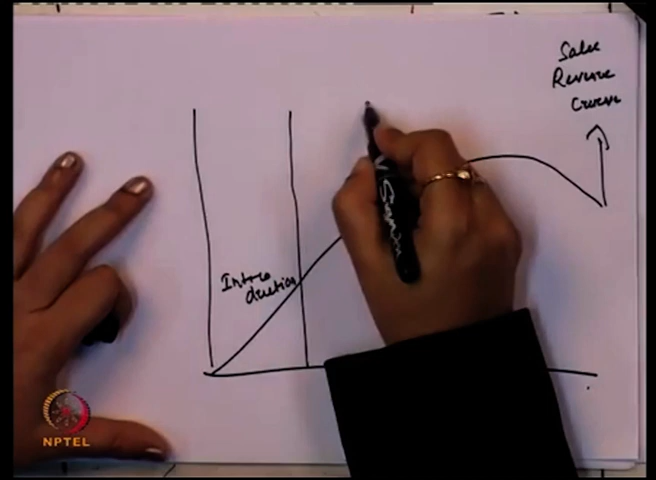 Sales
Revenue
Curve
Intro
duction
NPTEL